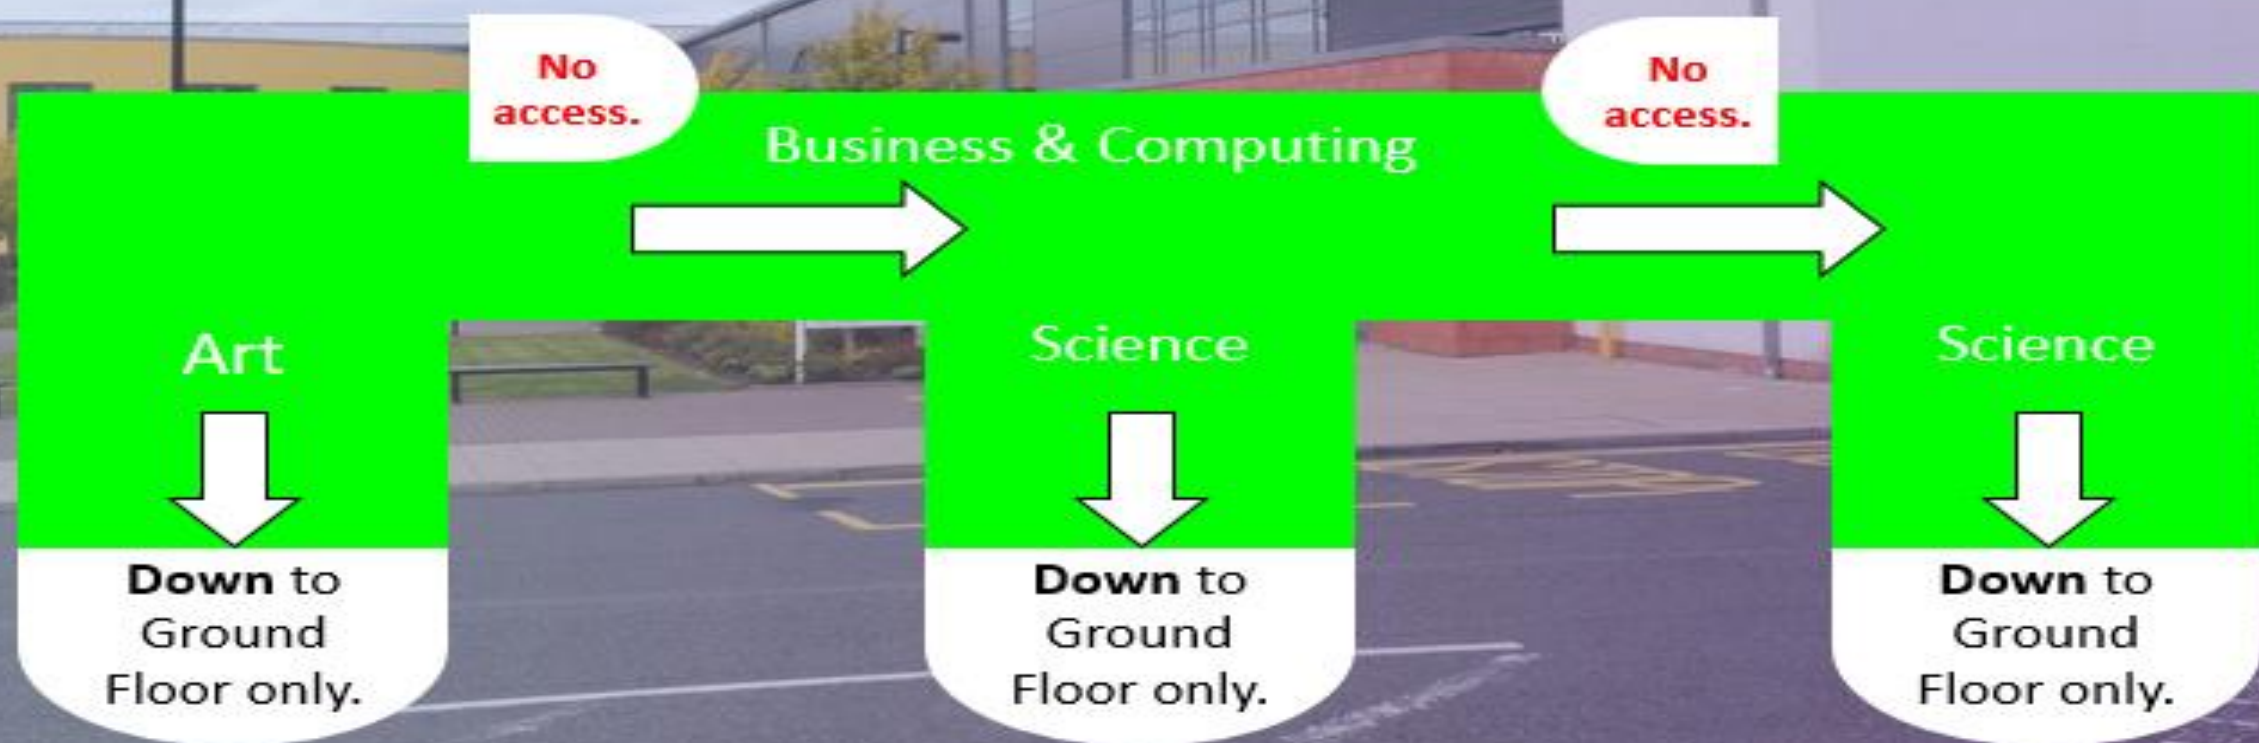 No
access.
No
access.
Business & Computing
Art
Science
Science
Down to
Ground
Floor only.
Down to
Ground
Floor only.
Down to
Ground
Floor only.